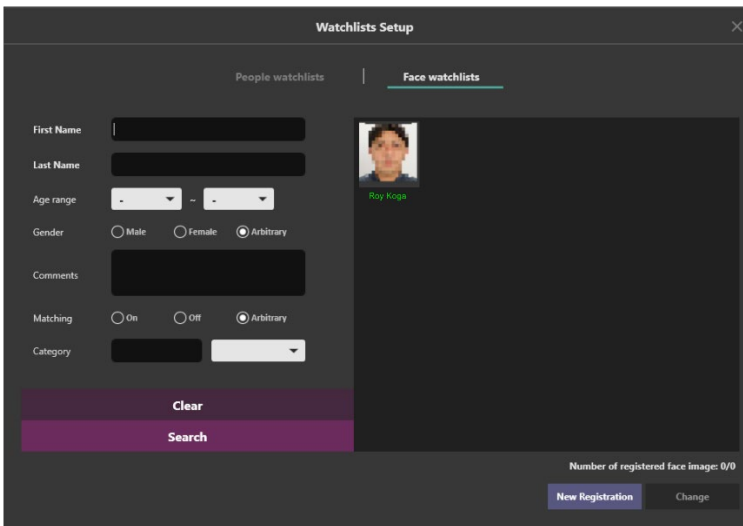 Watchlists Setup
People watchlists | Face watchlists
First Name
Last Name
Age range - ~ -
Gender Male Female Arbitrary
Comments
Matching On Off Arbitrary
Category
Clear
Search
Roy Koga
Number of registered face image: 0/0
New Registration Change